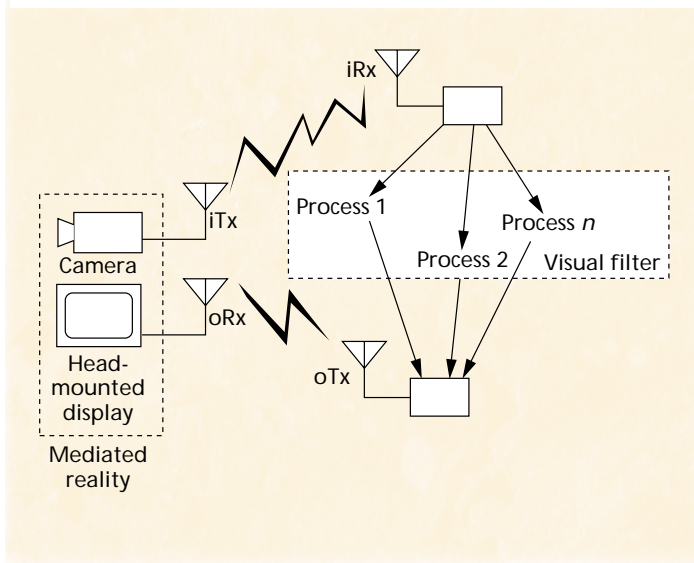 iRx
iTx
Process 1
Process n
Process 2
Visual filter
Camera
oRx
oTx
Head-
mounted
display
Mediated
reality